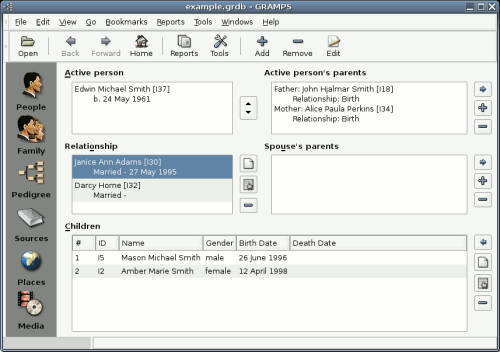 example.grdb - GRAMPS
File Edit View Go Bookmarks Reports Tools Windows Help
Open Back Forward Home Reports Tools Add Remove Edit
People
Family
Pedigree
Sources
Places
Media
Active person
Edwin Michael Smith [I37]
b. 24 May 1961
Active person's parents
Father: John Hjalmar Smith [I18]
Relationship: Birth
Mother: Alice Paula Perkins [I34]
Relationship: Birth
Relationship
Janice Ann Adams [I30]
Married - 27 May 1995
Darcy Horne [I32]
Married -
Spouse's parents
Children
# ID Name Gender Birth Date Death Date
1 I5 Mason Michael Smith male 26 June 1996
2 I2 Amber Marie Smith female 12 April 1998